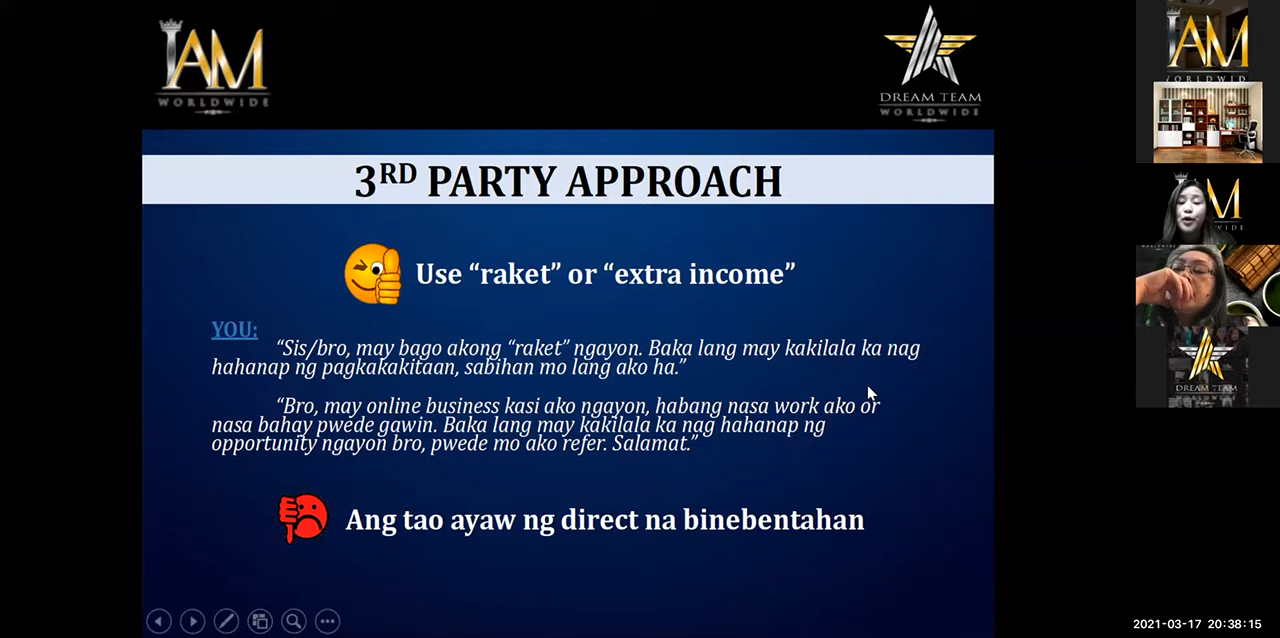 IAM
WORLDWIDE
DREAM TEAM
WORLDWIDE
3RD PARTY APPROACH
Use “raket” or “extra income”
YOU:
“Sis/bro, may bago akong “raket” ngayon. Baka lang may kakilala ka nag
hahanap ng pagkakakitaan, sabihan mo lang ako ha.”
“Bro, may online business kasi ako ngayon, habang nasa work ako or
nasa bahay pwede gawin. Baka lang may kakilala ka nag hahanap ng
opportunity ngayon bro, pwede mo ako refer. Salamat.”
Ang tao ayaw ng direct na binebentahan
IAM
DREAM TEAM
WORLDWIDE
2021-03-17 20:38:15